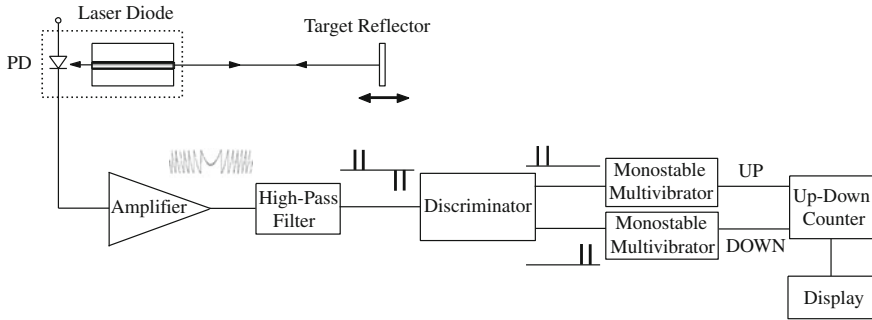 Laser Diode
Target Reflector
PD
Amplifier
High-Pass
Filter
Discriminator
Monostable
Multivibrator
UP
Monostable
Multivibrator
DOWN
Up-Down
Counter
Display